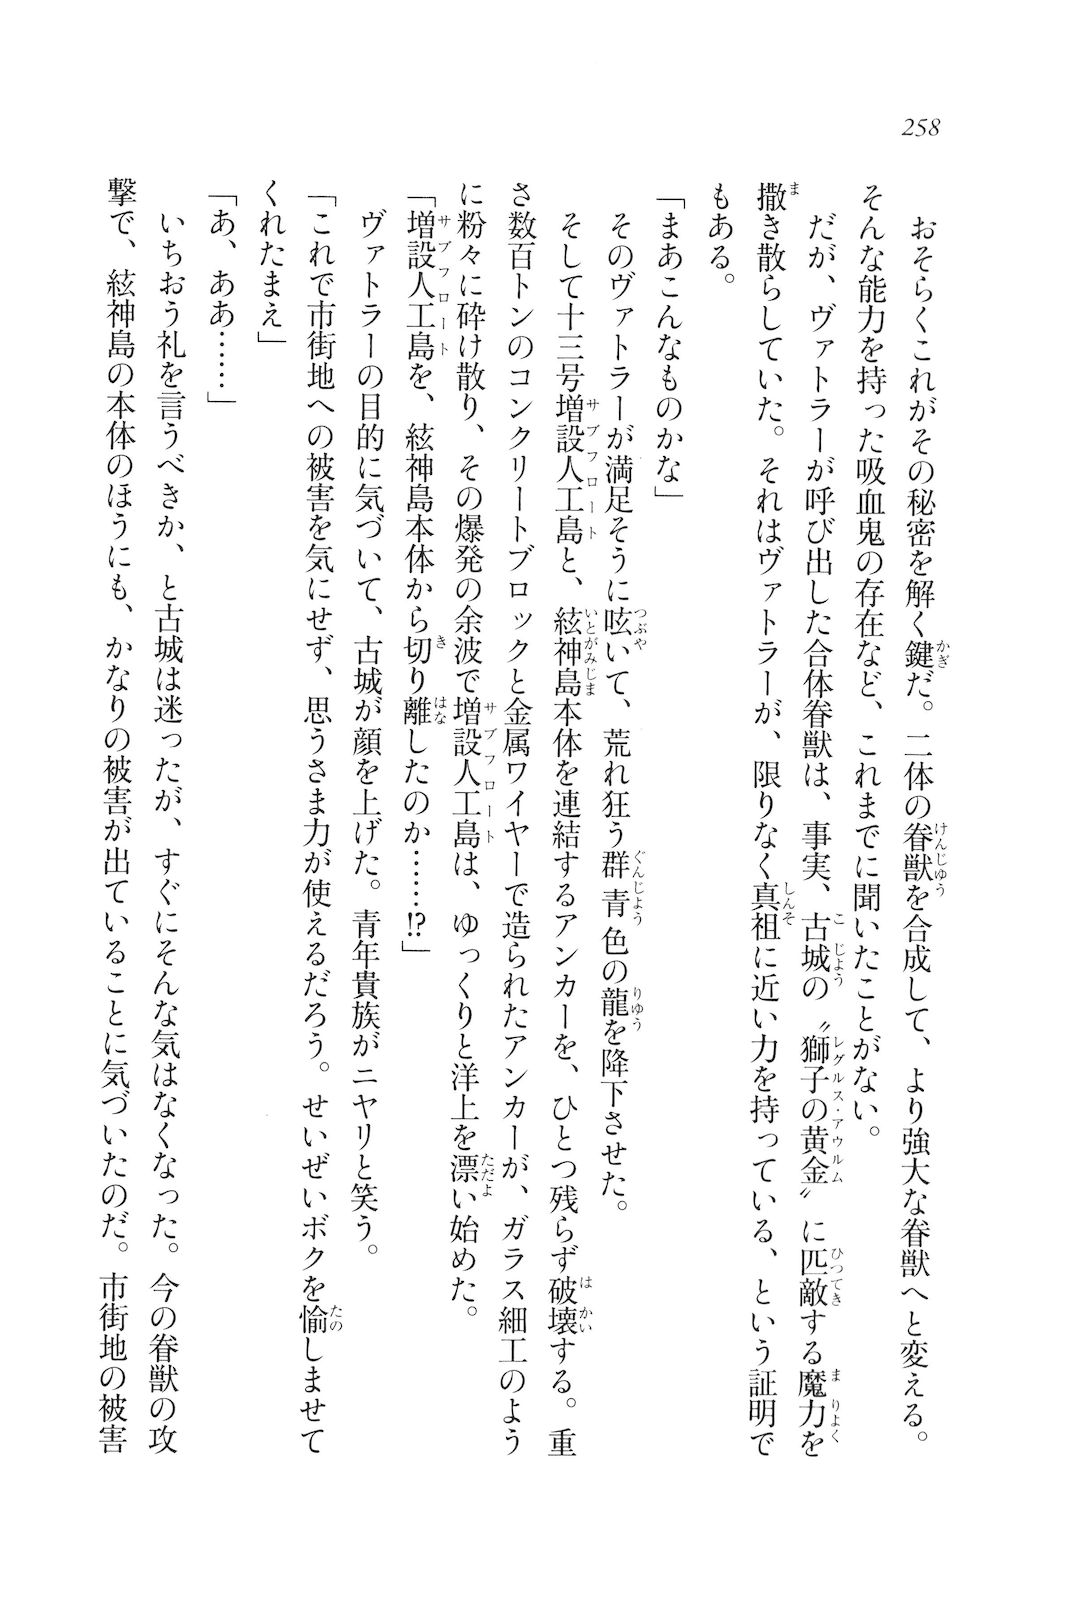 258
おそらくこれがその秘密を解く鍵だ。二体の眷獣を合成して、より強大な眷獣へと変える。
そんな能力を持った吸血鬼の存在など、これまでに聞いたことがない。
だが、ヴァトラーが呼び出した合体眷獣は、事実、古城の〝獅子の黄金〟に匹敵する魔力を
撒き散らしていた。それはヴァトラーが、限りなく真祖に近い力を持っている、という証明で
もある。
「まあこんなものかな」
そのヴァトラーが満足そうに呟いて、荒れ狂う群青色の龍を降下させた。
そして十三号増設人工島と、絃神島本体を連結するアンカーを、ひとつ残らず破壊する。重
さ数百トンのコンクリートブロックと金属ワイヤーで造られたアンカーが、ガラス細工のよう
に粉々に砕け散り、その爆発の余波で増設人工島は、ゆっくりと洋上を漂い始めた。
「増設人工島を、絃神島本体から切り離したのか……!?」
ヴァトラーの目的に気づいて、古城が顔を上げた。青年貴族がニヤリと笑う。
「これで市街地への被害を気にせず、思うさま力が使えるだろう。せいぜいボクを愉しませて
くれたまえ」
「あ、ああ……」
いちおう礼を言うべきか、と古城は迷ったが、すぐにそんな気はなくなった。今の眷獣の攻
撃で、絃神島の本体のほうにも、かなりの被害が出ていることに気づいたのだ。市街地の被害